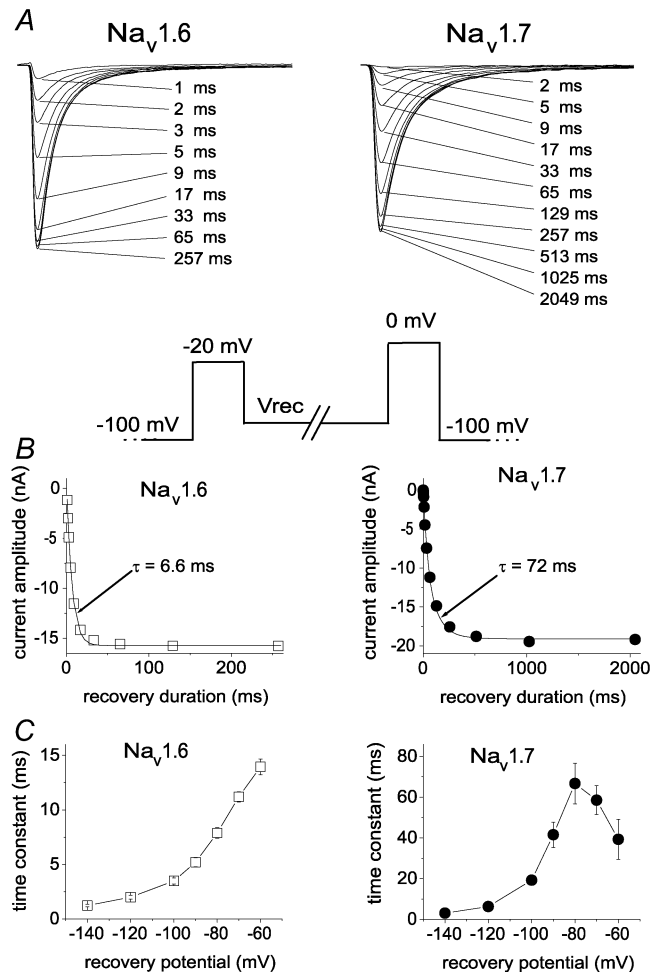 A
Nav1.6
Nav1.7
1 ms
2 ms
3 ms
5 ms
9 ms
17 ms
33 ms
65 ms
257 ms
2 ms
5 ms
9 ms
17 ms
33 ms
65 ms
129 ms
257 ms
513 ms
1025 ms
2049 ms
-100 mV
-20 mV
Vrec
0 mV
-100 mV
B
Nav1.6
current amplitude (nA)
0
-5
-10
-15
τ = 6.6 ms
0
100
200
recovery duration (ms)
Nav1.7
current amplitude (nA)
0
-5
-10
-15
-20
τ = 72 ms
0
500
1000
1500
2000
recovery duration (ms)
C
Nav1.6
time constant (ms)
15
10
5
0
-140 -120 -100 -80 -60
recovery potential (mV)
Nav1.7
time constant (ms)
80
60
40
20
0
-140 -120 -100 -80 -60
recovery potential (mV)